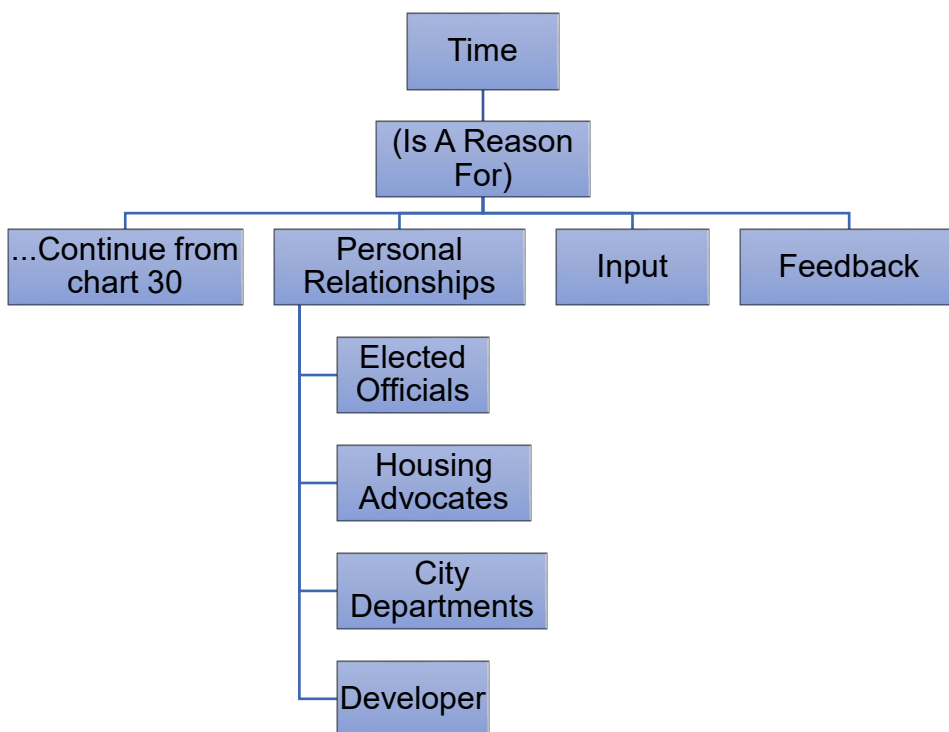 Time
(Is A Reason
For)
...Continue from
chart 30
Personal
Relationships
Input
Feedback
Elected
Officials
Housing
Advocates
City
Departments
Developer